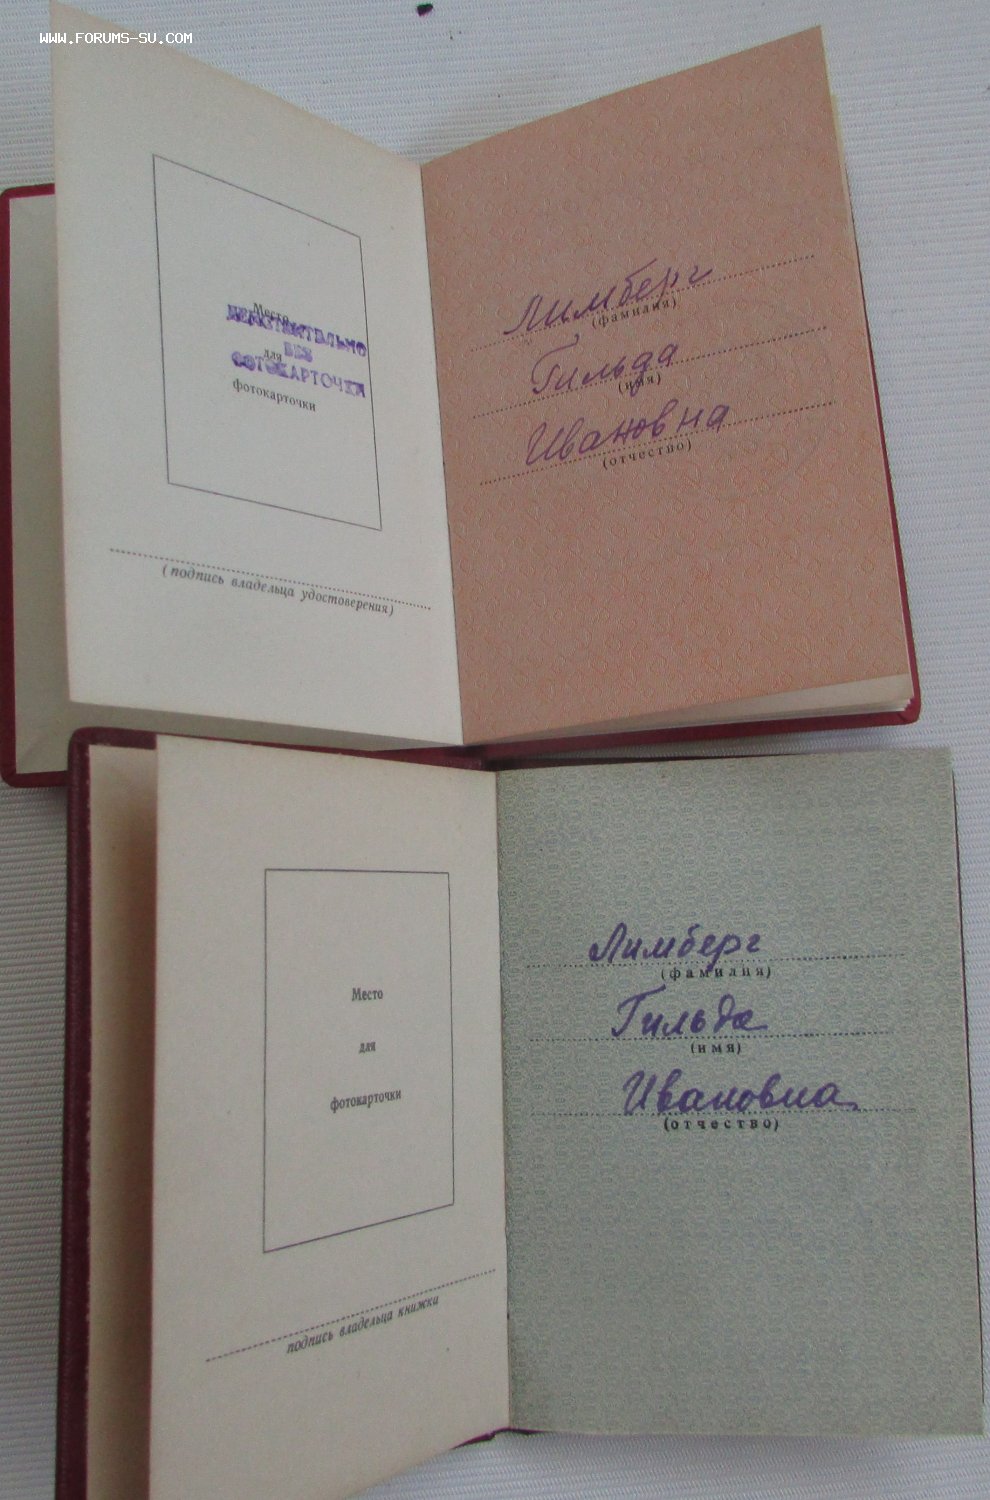 WWW.FORUMS-SU.COM
Место
ДЕЙСТВИТЕЛЬНО
для
БЕЗ
ФОТОКАРТОЧКИ
фотокарточки
(подпись владельца удостоверения)
Лимберг
(фамилия)
Гильда
(имя)
Ивановна
(отчество)
Место
для
фотокарточки
подпись владельца книжки
Лимберг
(фамилия)
Гильда
(имя)
Ивановна
(отчество)